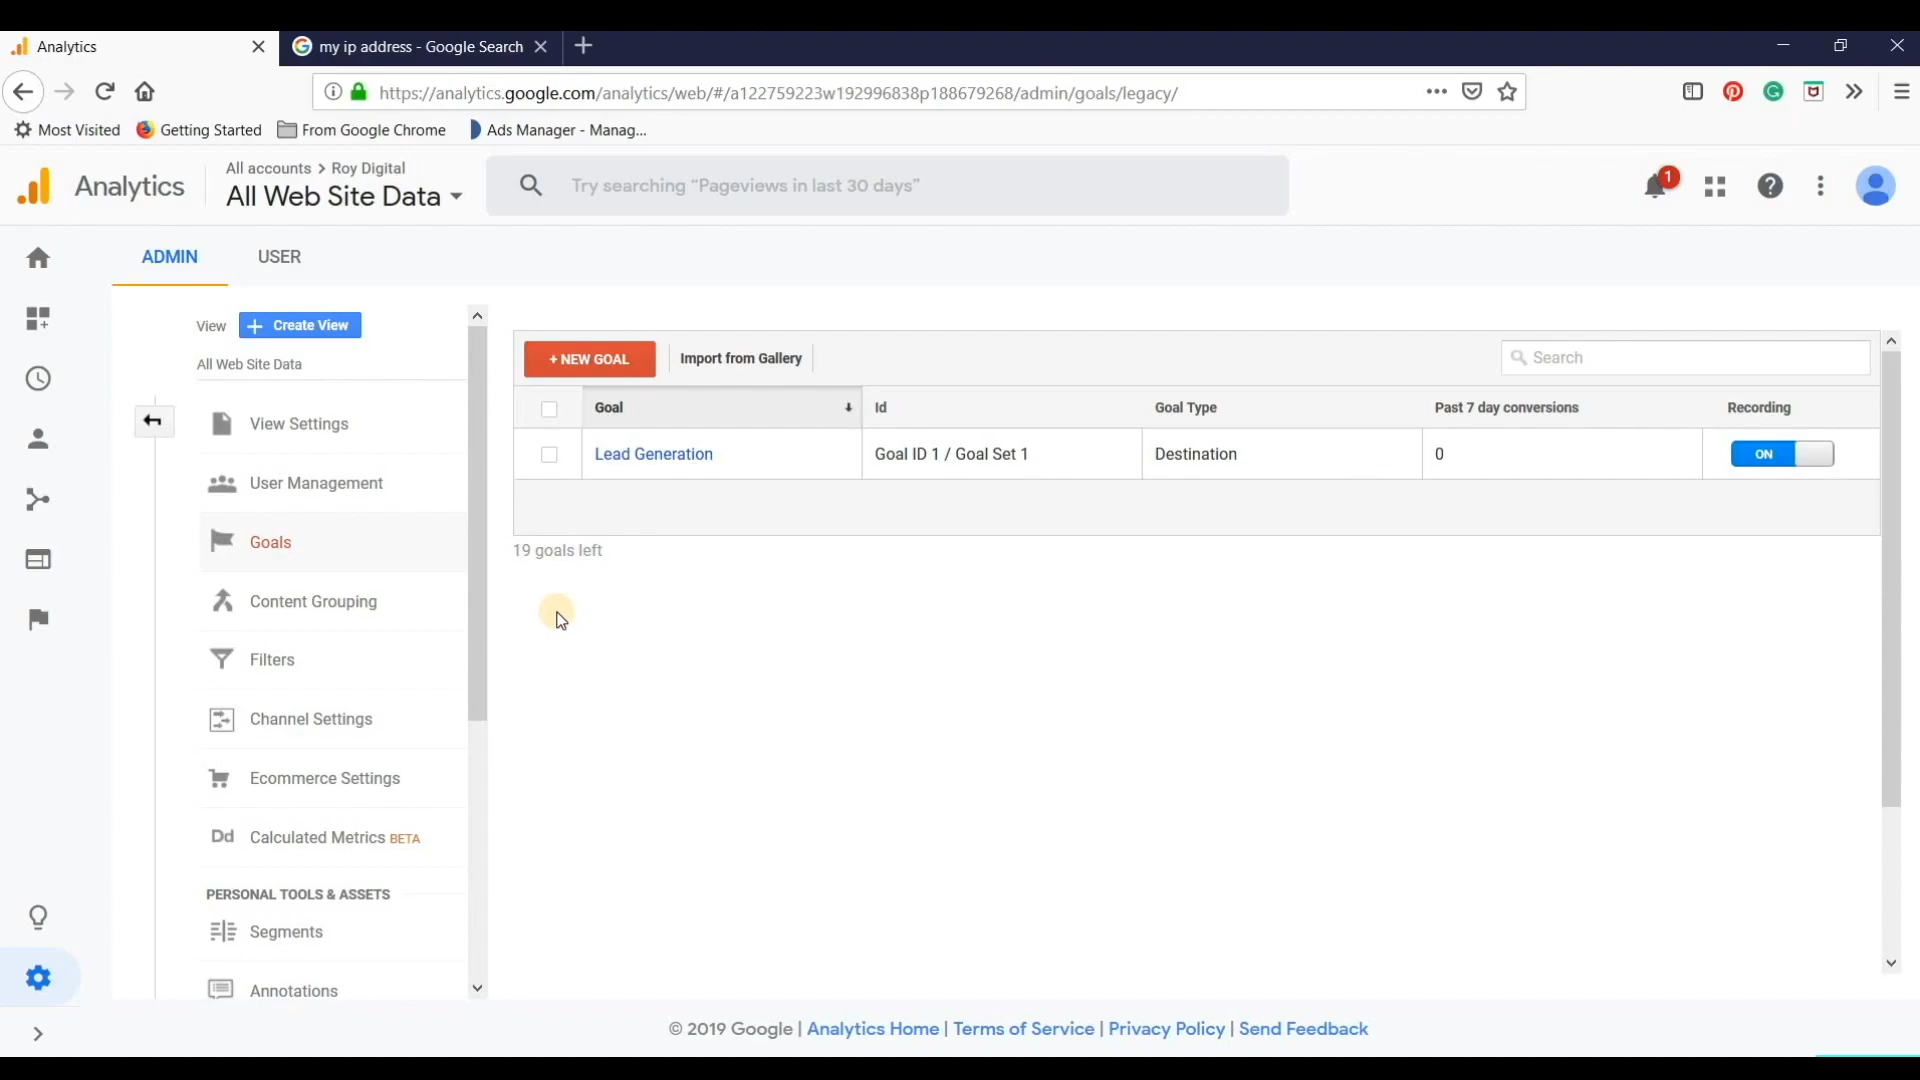 Analytics
my ip address - Google Search
https://analytics.google.com/analytics/web/#/a122759223w192996838p188679268/admin/goals/legacy/
Most Visited
Getting Started
From Google Chrome
Ads Manager - Manag...
Analytics
All accounts > Roy Digital
All Web Site Data
Try searching “Pageviews in last 30 days”
1
ADMIN
USER
View
+ Create View
All Web Site Data
View Settings
User Management
Goals
Content Grouping
Filters
Channel Settings
Ecommerce Settings
Dd Calculated Metrics BETA
PERSONAL TOOLS & ASSETS
Segments
Annotations
+ NEW GOAL
Import from Gallery
Search
Goal Id Goal Type Past 7 day conversions Recording
Lead Generation Goal ID 1 / Goal Set 1 Destination 0 ON
19 goals left
© 2019 Google | Analytics Home | Terms of Service | Privacy Policy | Send Feedback